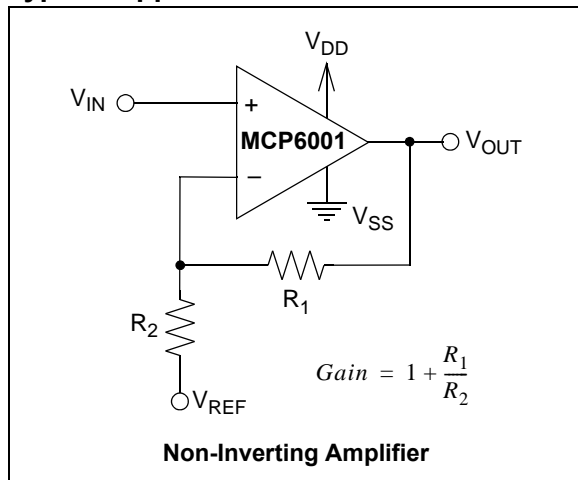 V_DD
V_IN
+
MCP6001
V_OUT
−
V_SS
R_1
R_2
Gain = 1 + R_1/R_2
V_REF
Non-Inverting Amplifier